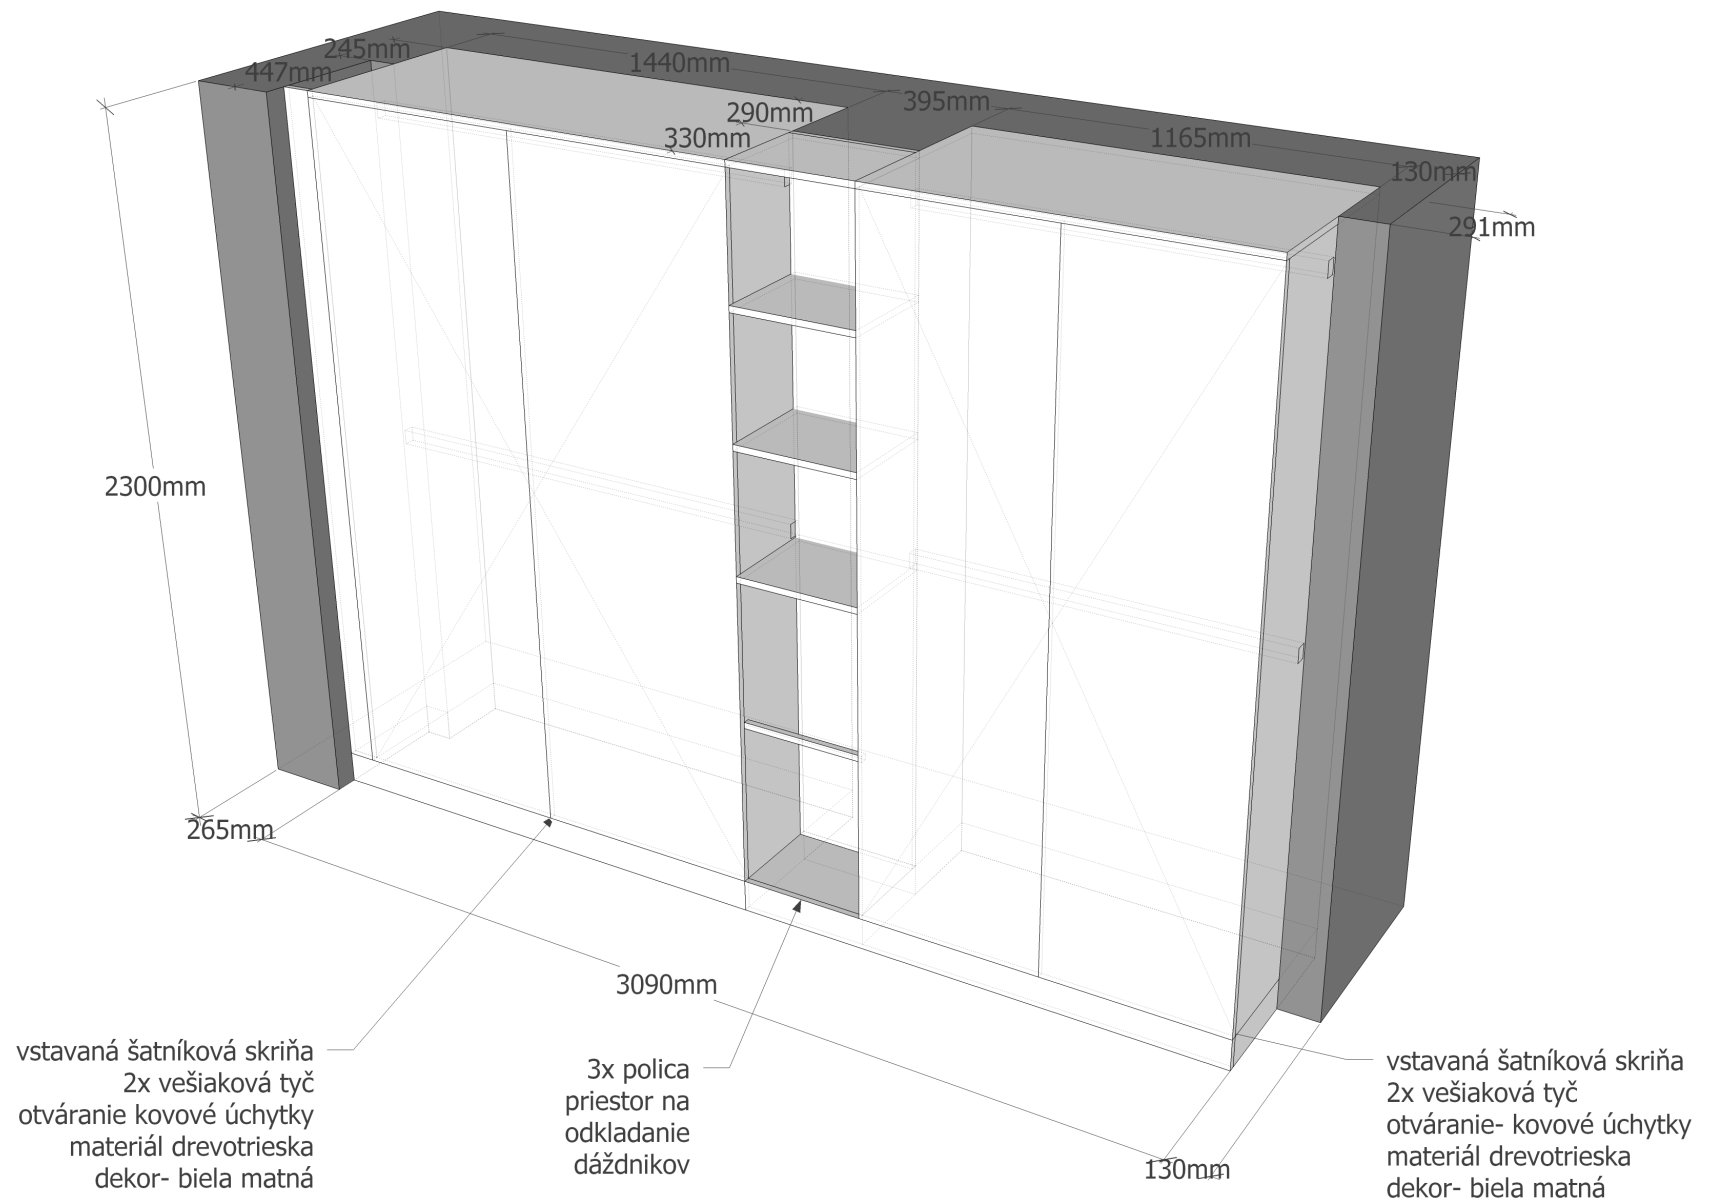 245mm
447mm
1440mm
290mm
395mm
330mm
1165mm
130mm
291mm
2300mm
265mm
3090mm
130mm
vstavaná šatníková skriňa
2x vešiaková tyč
otváranie kovové úchytky
materiál drevotrieska
dekor- biela matná
3x polica
priestor na
odkladanie
dáždnikov
vstavaná šatníková skriňa
2x vešiaková tyč
otváranie- kovové úchytky
materiál drevotrieska
dekor- biela matná